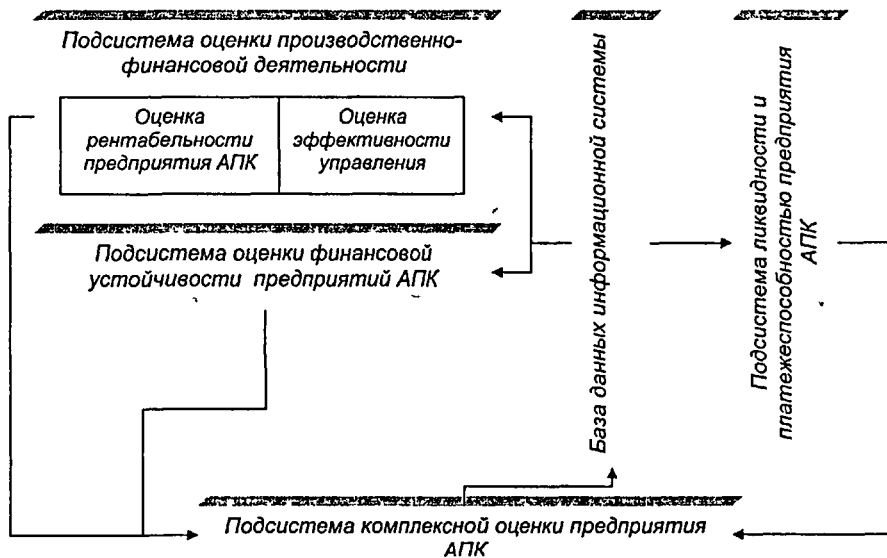 Подсистема оценки производственно-
финансовой деятельности
Оценка
рентабельности
предприятия АПК
Оценка
эффективности
управления
Подсистема оценки финансовой
устойчивости предприятий АПК
База данных информационной системы
Подсистема ликвидности и
платежеспособностью предприятия
АПК
Подсистема комплексной оценки предприятия
АПК